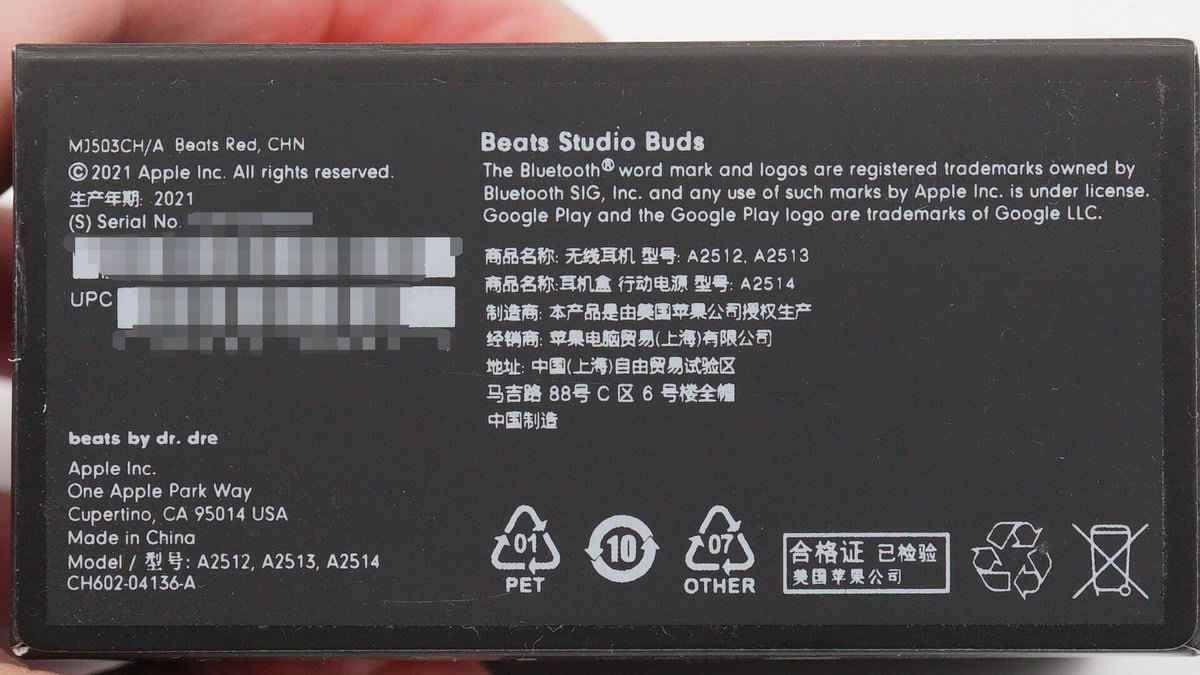 MJ503CH/A Beats Red, CHN
©2021 Apple Inc. All rights reserved.
生产年期: 2021
(S) Serial No.
UPC
beats by dr. dre
Apple Inc.
One Apple Park Way
Cupertino, CA 95014 USA
Made in China
Model / 型号: A2512, A2513, A2514
CH602-04136-A
Beats Studio Buds
The Bluetooth® word mark and logos are registered trademarks owned by
Bluetooth SIG, Inc. and any use of such marks by Apple Inc. is under license.
Google Play and the Google Play logo are trademarks of Google LLC.
商品名称: 无线耳机 型号: A2512, A2513
商品名称:耳机盒 行动电源 型号: A2514
制造商: 本产品是由美国苹果公司授权生产
经销商: 苹果电脑贸易(上海)有限公司
地址: 中国(上海)自由贸易试验区
马吉路 88号 C 区 6 号楼全幢
中国制造
01
PET
10
07
OTHER
合格证 已检验
美国苹果公司